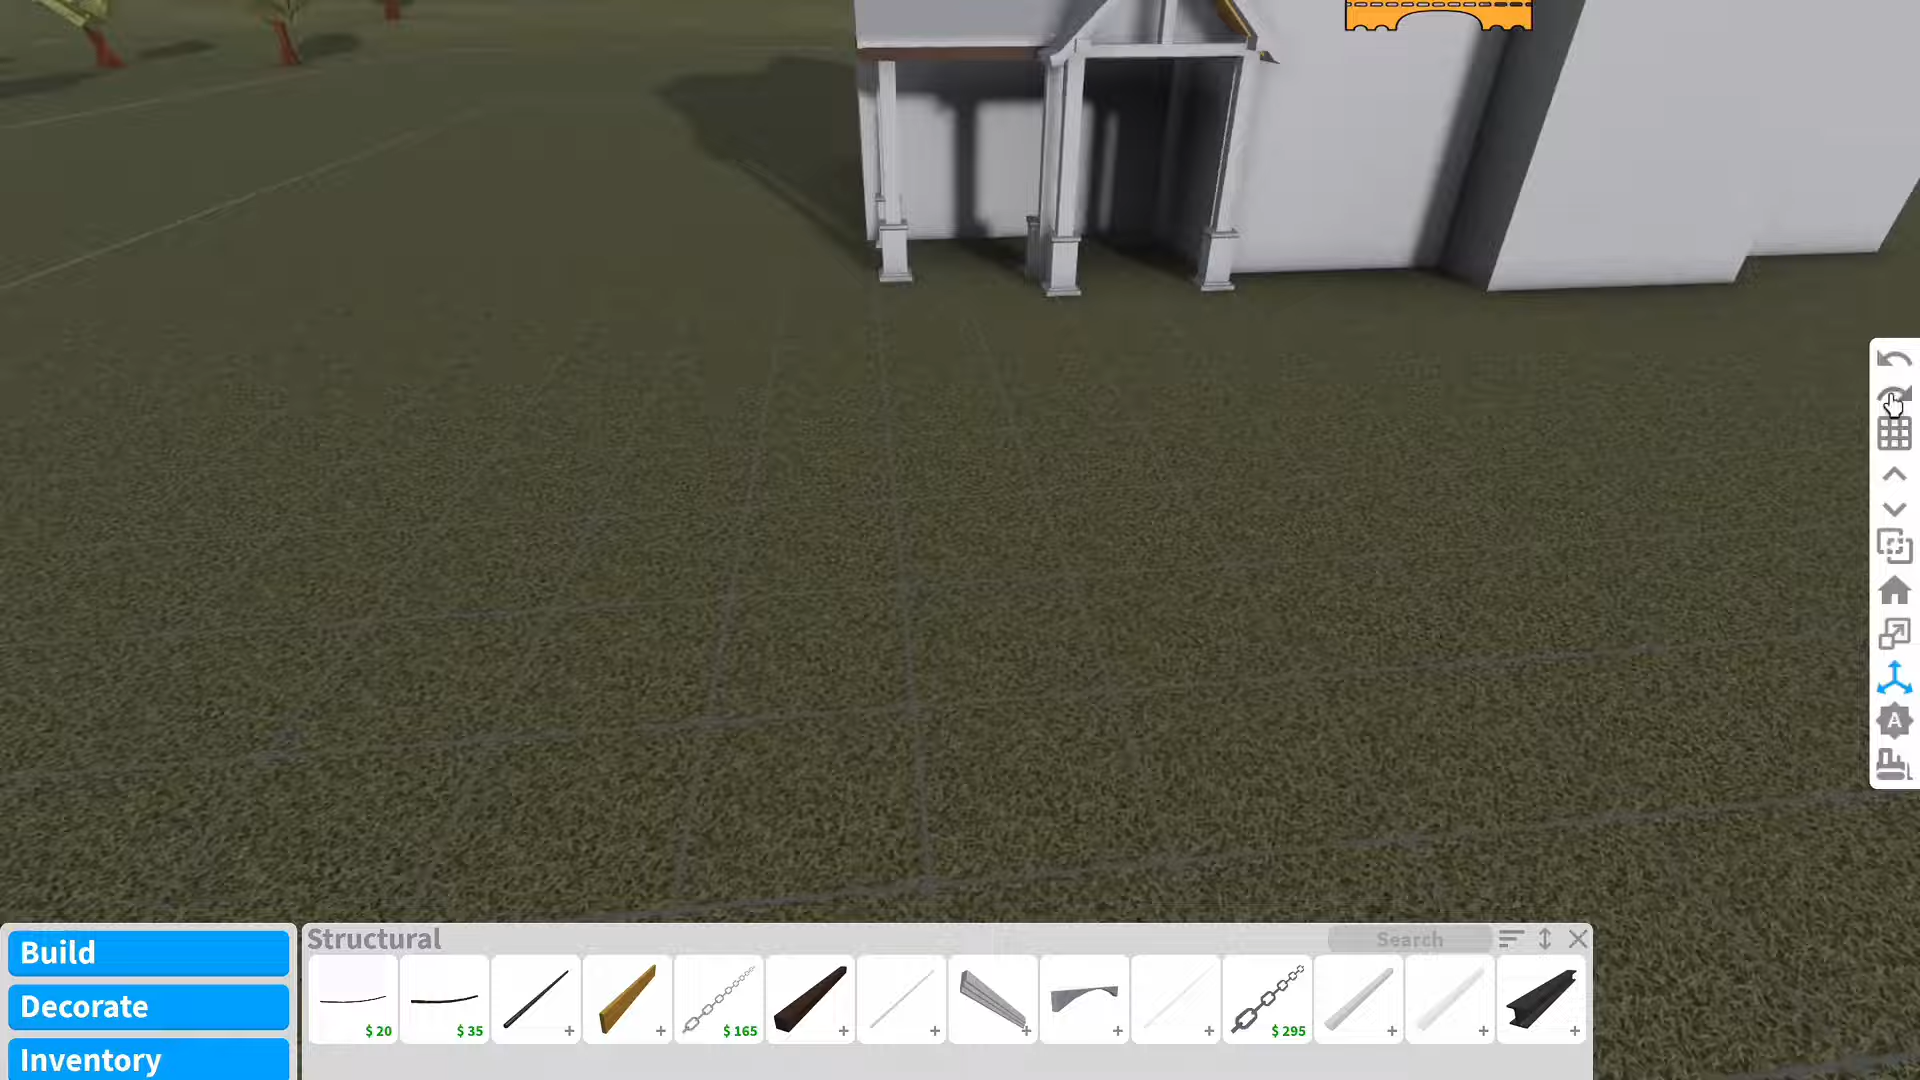 Structural
Search
Build
Decorate
Inventory
$ 20
$ 35
+
+
$ 165
+
+
+
+
+
$ 295
+
+
+
A